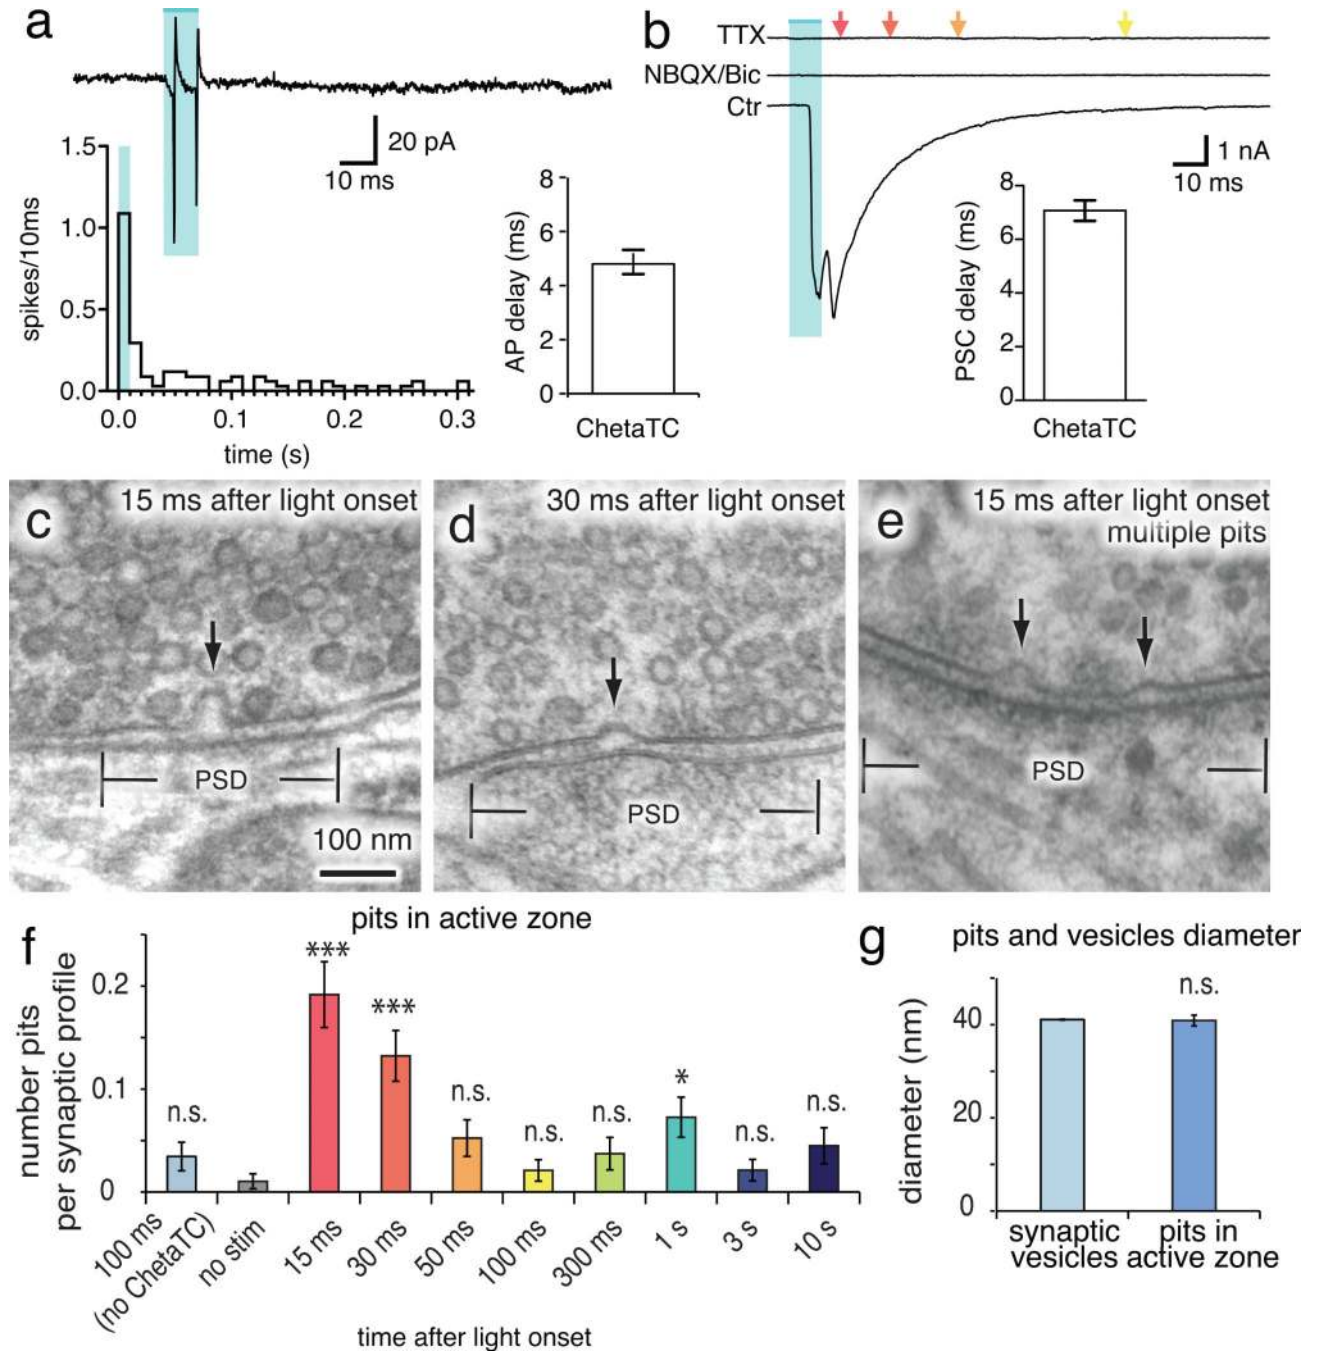 a
20 pA
10 ms
1.5
1.0
0.5
0.0
spikes/10ms
0.0 0.1 0.2 0.3
time (s)
8
6
4
2
0
AP delay (ms)
ChetaTC
b
TTX
NBQX/Bic
Ctr
1 nA
10 ms
8
6
4
2
0
PSC delay (ms)
ChetaTC
c
15 ms after light onset
PSD
100 nm
d
30 ms after light onset
PSD
e
15 ms after light onset
multiple pits
PSD
f
pits in active zone
number pits
per synaptic profile
0.2
0.1
0
n.s.
***
***
n.s.
n.s.
n.s.
*
n.s.
n.s.
100 ms
(no ChetaTC)
no stim
15 ms
30 ms
50 ms
100 ms
300 ms
1 s
3 s
10 s
time after light onset
g
pits and vesicles diameter
diameter (nm)
40
20
0
n.s.
synaptic
vesicles
pits in
active zone